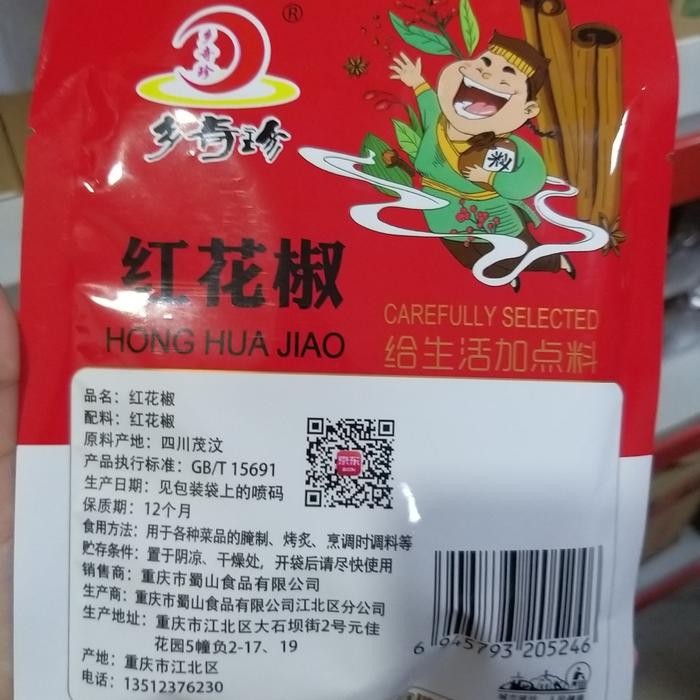 乡奇珍
®
乡奇珍
料
红花椒
HONG HUA JIAO
CAREFULLY SELECTED
给生活加点料
品名：红花椒
配料：红花椒
原料产地：四川茂汶
产品执行标准：GB/T 15691
生产日期：见包装袋上的喷码
保质期：12个月
食用方法：用于各种菜品的腌制、烤炙、烹调时调料等
贮存条件：置于阴凉、干燥处，开袋后请尽快使用
销售商：重庆市蜀山食品有限公司
生产商：重庆市蜀山食品有限公司江北区分公司
生产地址：重庆市江北区大石坝街2号元佳
花园5幢负2-17、19
产地：重庆市江北区
电话：13512376230
京东
6 945793 205246